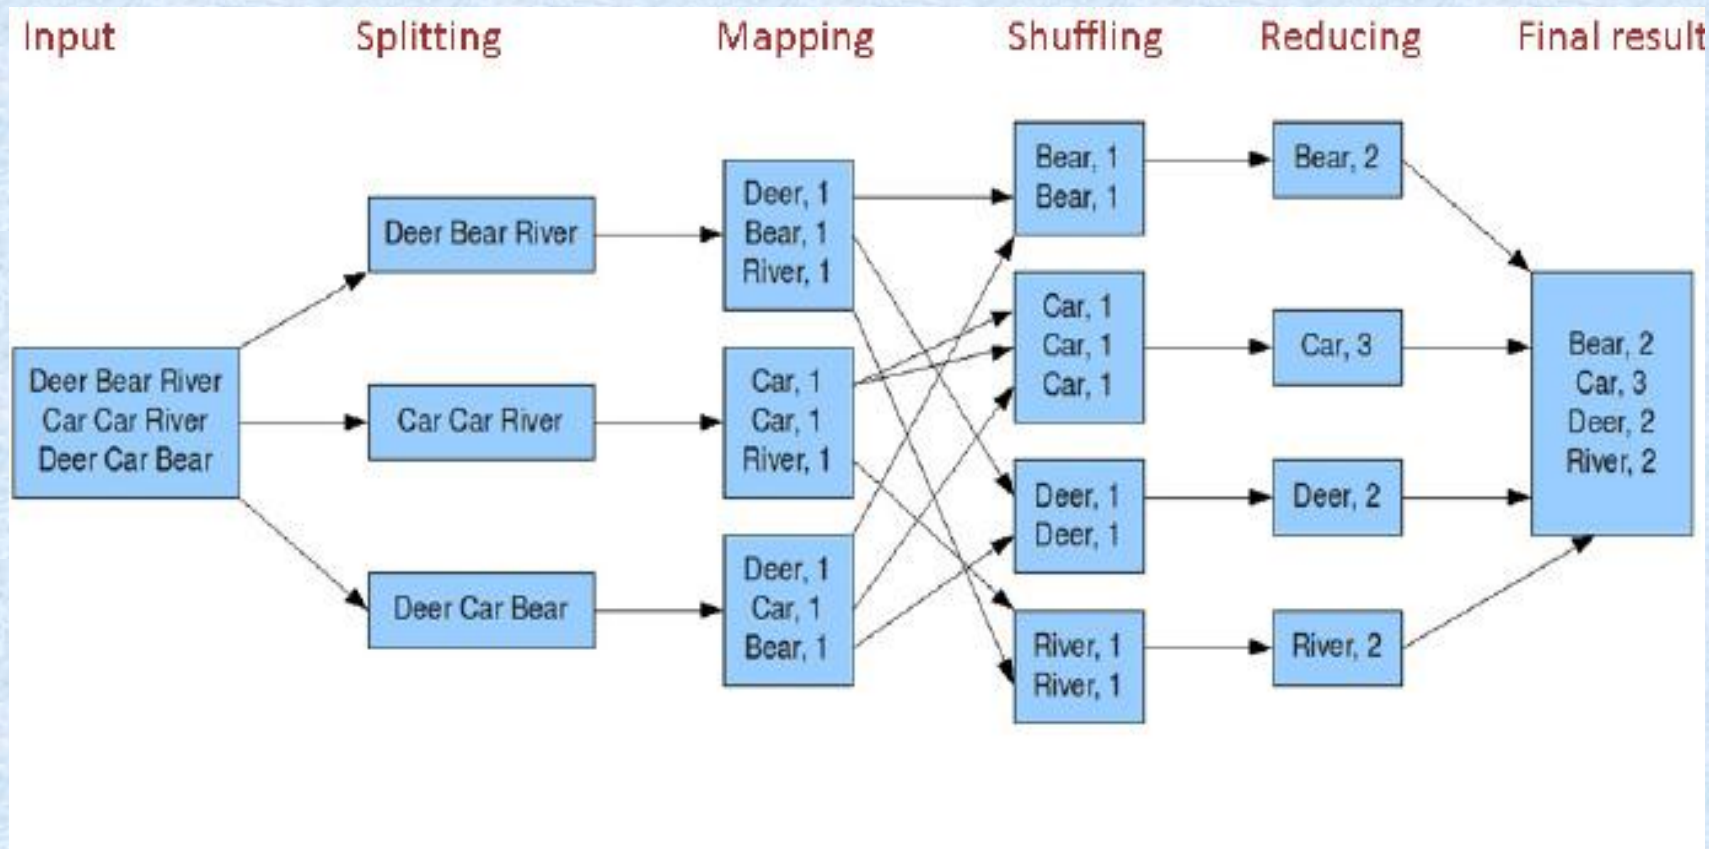 Input
Splitting
Mapping
Shuffling
Reducing
Final result
Deer Bear River
Car Car River
Deer Car Bear
Deer Bear River
Car Car River
Deer Car Bear
Deer, 1
Bear, 1
River, 1
Car, 1
Car, 1
River, 1
Deer, 1
Car, 1
Bear, 1
Bear, 1
Bear, 1
Car, 1
Car, 1
Car, 1
Deer, 1
Deer, 1
River, 1
River, 1
Bear, 2
Car, 3
Deer, 2
River, 2
Bear, 2
Car, 3
Deer, 2
River, 2